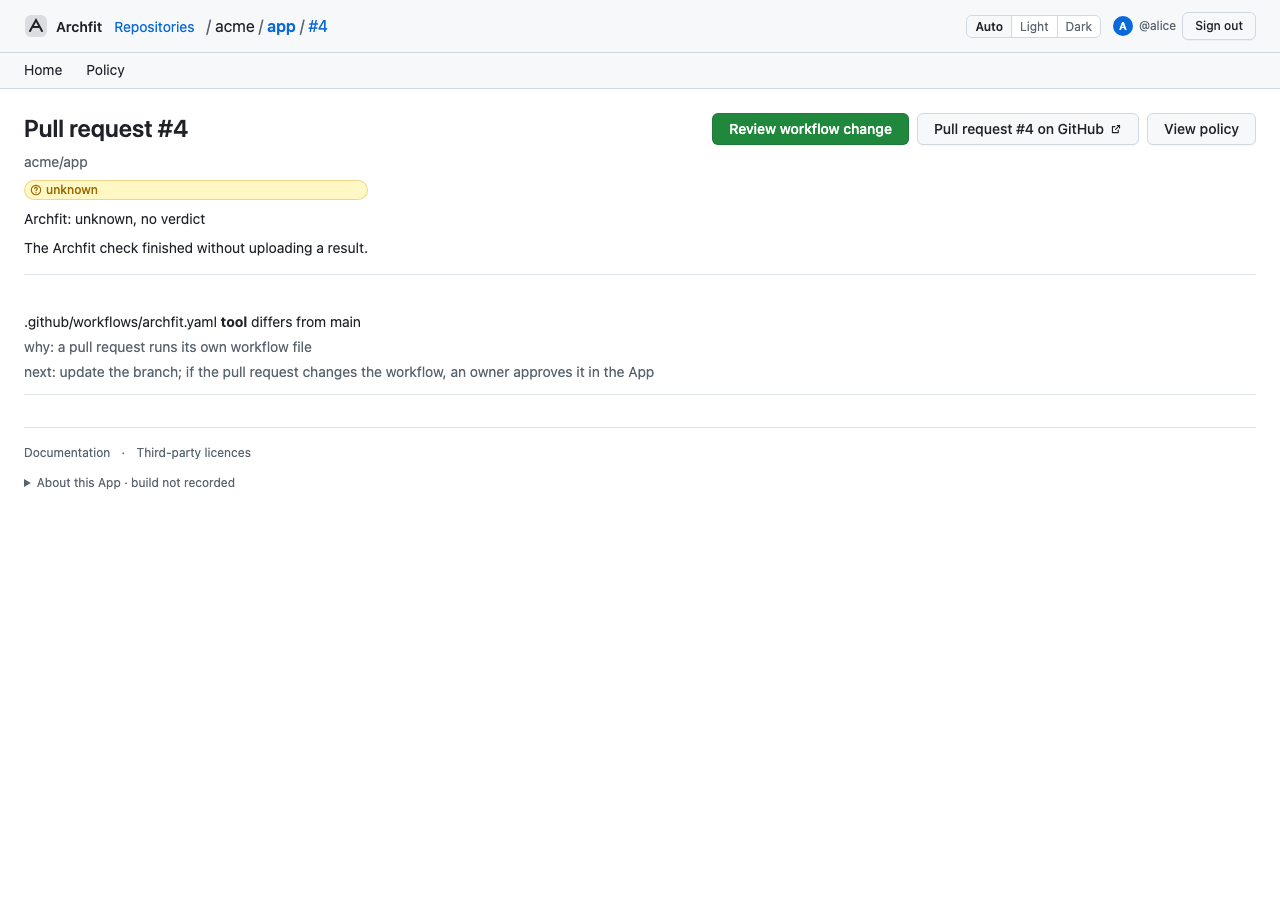 Archfit Repositories / acme / app / #4 Auto Light Dark A @alice Sign out
Home Policy
Pull request #4 Review workflow change Pull request #4 on GitHub View policy
acme/app
unknown
Archfit: unknown, no verdict
The Archfit check finished without uploading a result.
.github/workflows/archfit.yaml tool differs from main
why: a pull request runs its own workflow file
next: update the branch; if the pull request changes the workflow, an owner approves it in the App
Documentation · Third-party licences
About this App · build not recorded